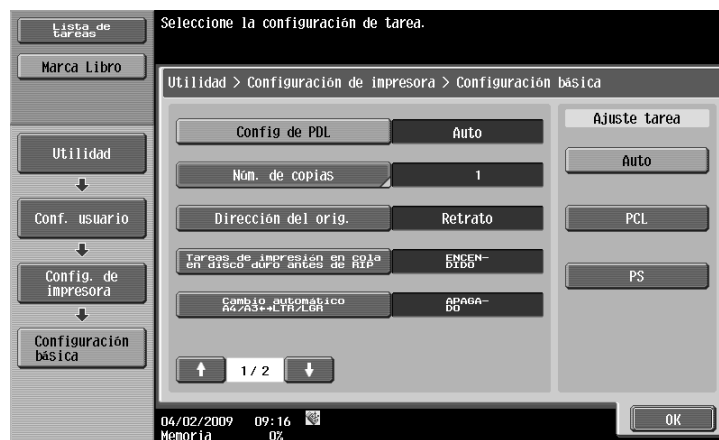 Lista de
tareas
Marca Libro
Utilidad
Conf. usuario
Config. de
impresora
Configuración
básica
Seleccione la configuración de tarea.
Utilidad > Configuración de impresora > Configuración básica
Config de PDL
Auto
Núm. de copias
1
Dirección del orig.
Retrato
Tareas de impresión en cola
en disco duro antes de RIP
ENCEN-
DIDO
Cambio automático
A4/A3↔LTR/LGR
APAGA-
DO
1/2
Ajuste tarea
Auto
PCL
PS
04/02/2009 09:16
Memoria 0%
OK